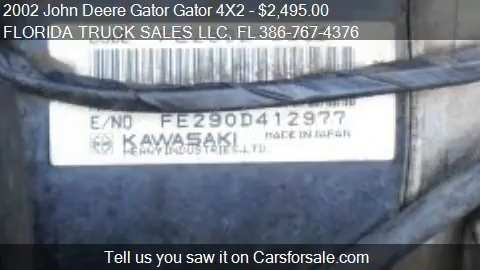 2002 John Deere Gator Gator 4X2 - $2,495.00
FLORIDA TRUCK SALES LLC, FL 386-767-4376
E/NO FE290D412977
KAWASAKI MADE IN JAPAN
HEAVY INDUSTRIES, LTD.
Tell us you saw it on Carsforsale.com